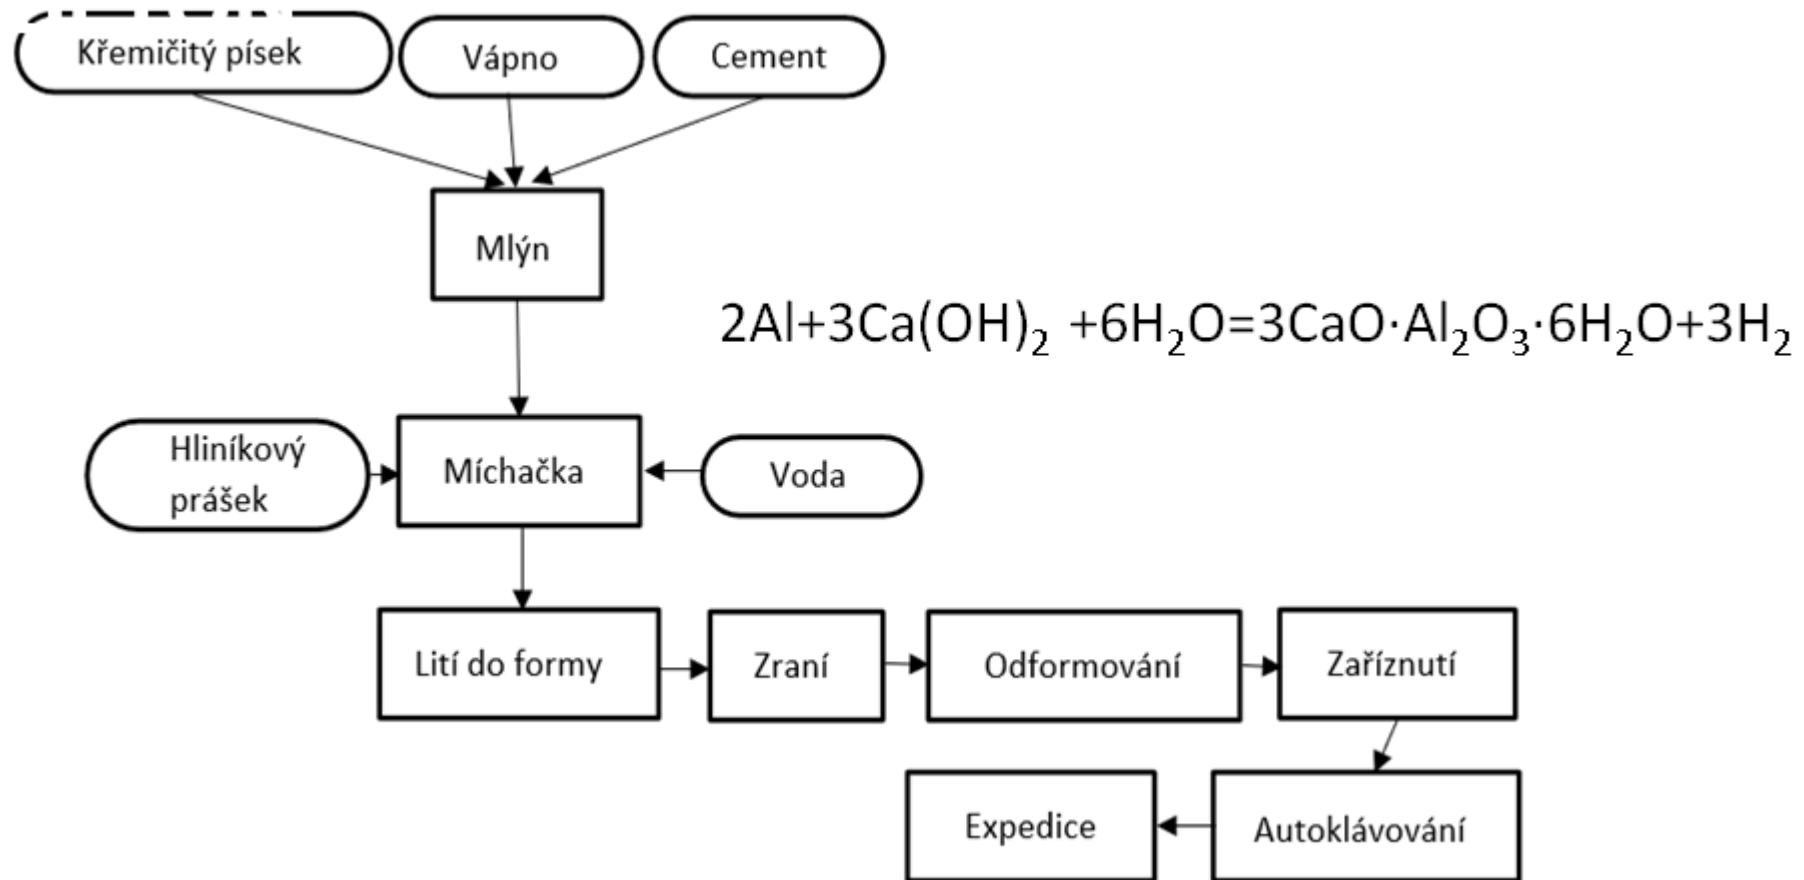 Křemičitý písek
Vápno
Cement
Mlýn
2Al+3Ca(OH)₂ +6H₂O=3CaO·Al₂O₃·6H₂O+3H₂
Hliníkový
prášek
Míchačka
Voda
Lití do formy
Zraní
Odformování
Zaříznutí
Expedice
Autoklávování